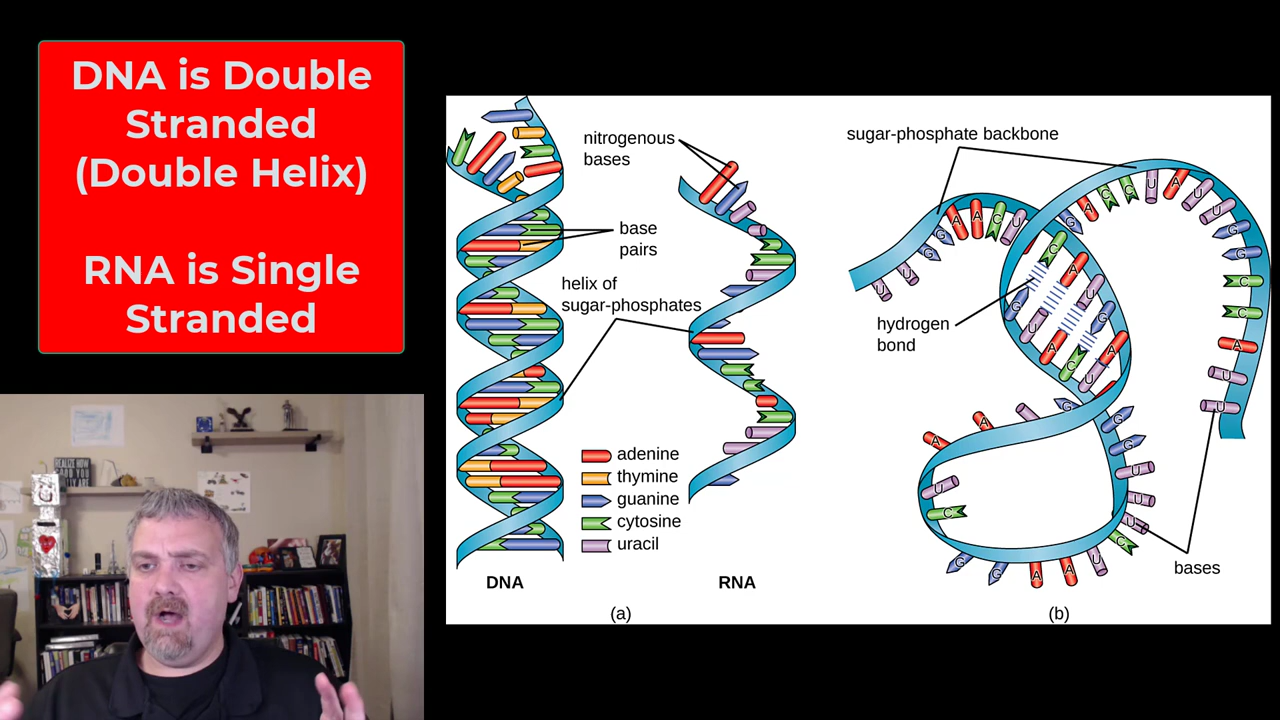 DNA is Double
Stranded
(Double Helix)
RNA is Single
Stranded
nitrogenous
bases
base
pairs
helix of
sugar-phosphates
adenine
thymine
guanine
cytosine
uracil
DNA
RNA
(a)
sugar-phosphate backbone
hydrogen
bond
bases
(b)